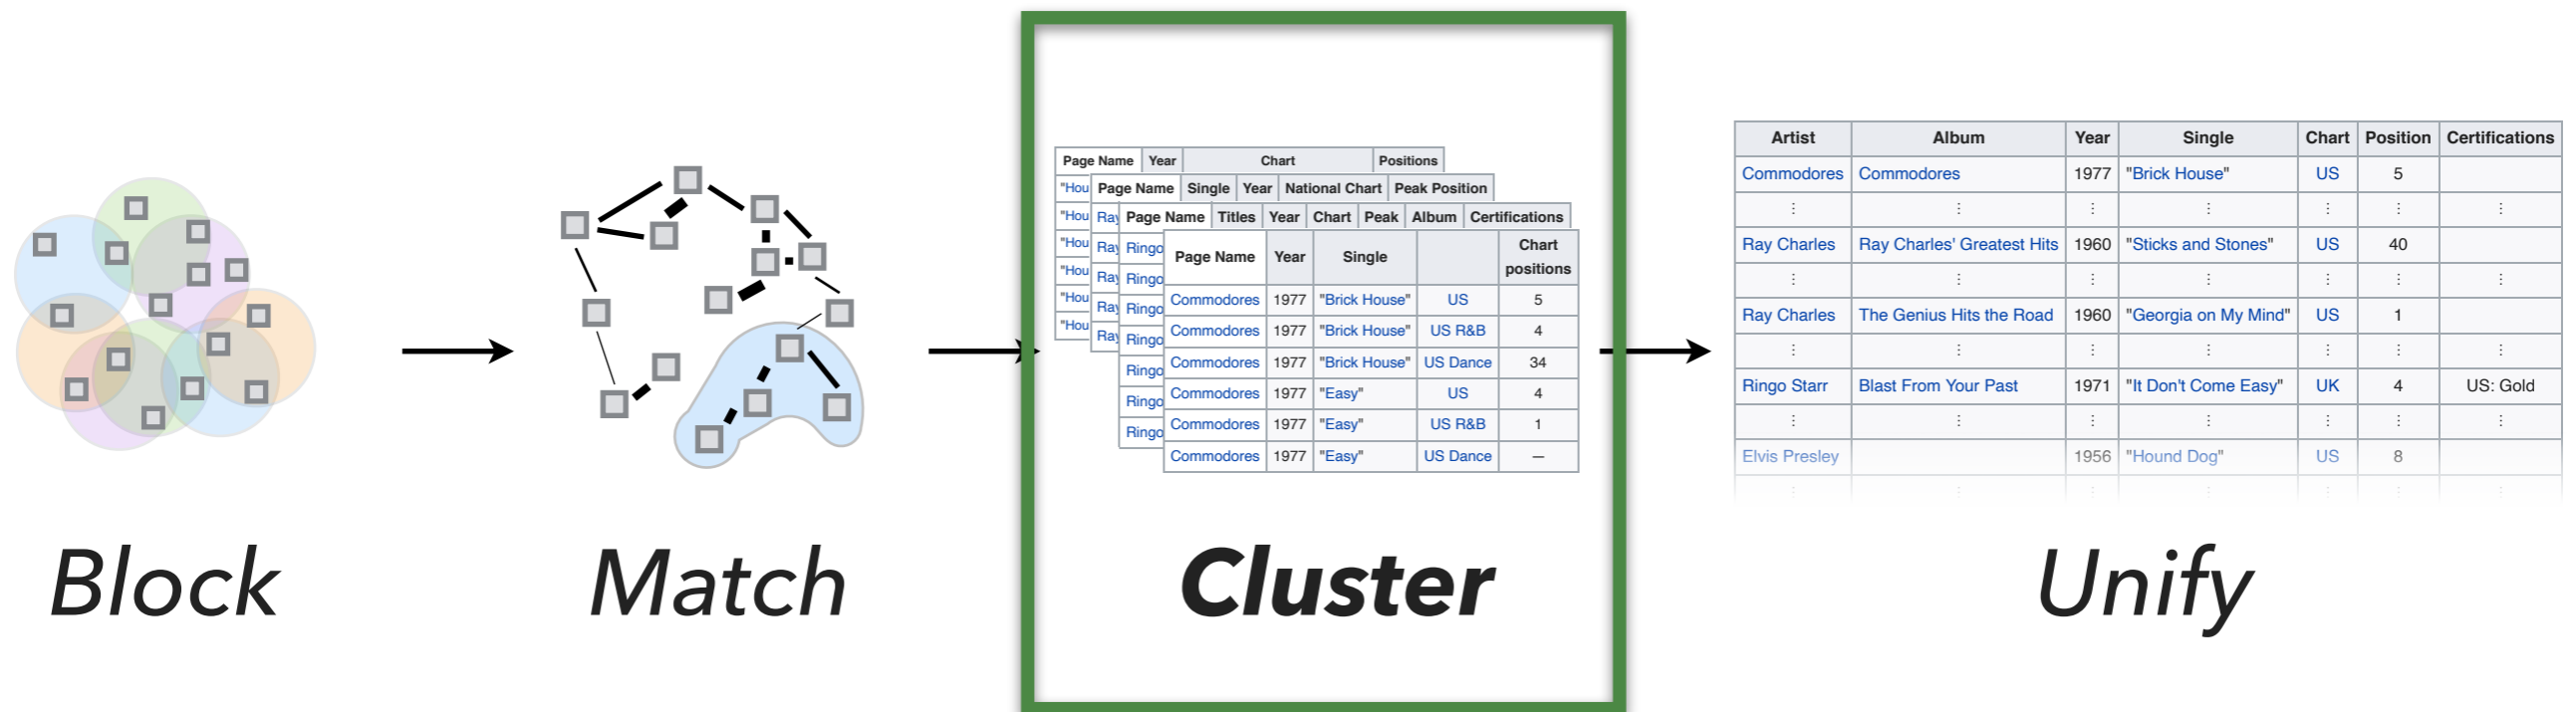 Page Name Year Chart Positions
"Hou Page Name Single Year National Chart Peak Position
"Hou Ray Page Name Titles Year Chart Peak Album Certifications
"Hou Ray Ringo Page Name Year Single Chart positions
"Hou Ray Ringo Commodores 1977 "Brick House" US 5
"Hou Ray Ringo Commodores 1977 "Brick House" US R&B 4
"Hou Ray Ringo Commodores 1977 "Brick House" US Dance 34
Ringo Commodores 1977 "Easy" US 4
Ringo Commodores 1977 "Easy" US R&B 1
Ringo Commodores 1977 "Easy" US Dance —
Artist Album Year Single Chart Position Certifications
Commodores Commodores 1977 "Brick House" US 5
⋮ ⋮ ⋮ ⋮ ⋮ ⋮ ⋮
Ray Charles Ray Charles' Greatest Hits 1960 "Sticks and Stones" US 40
⋮ ⋮ ⋮ ⋮ ⋮ ⋮ ⋮
Ray Charles The Genius Hits the Road 1960 "Georgia on My Mind" US 1
⋮ ⋮ ⋮ ⋮ ⋮ ⋮ ⋮
Ringo Starr Blast From Your Past 1971 "It Don't Come Easy" UK 4 US: Gold
⋮ ⋮ ⋮ ⋮ ⋮ ⋮ ⋮
Elvis Presley 1956 "Hound Dog" US 8
Block Match Cluster Unify